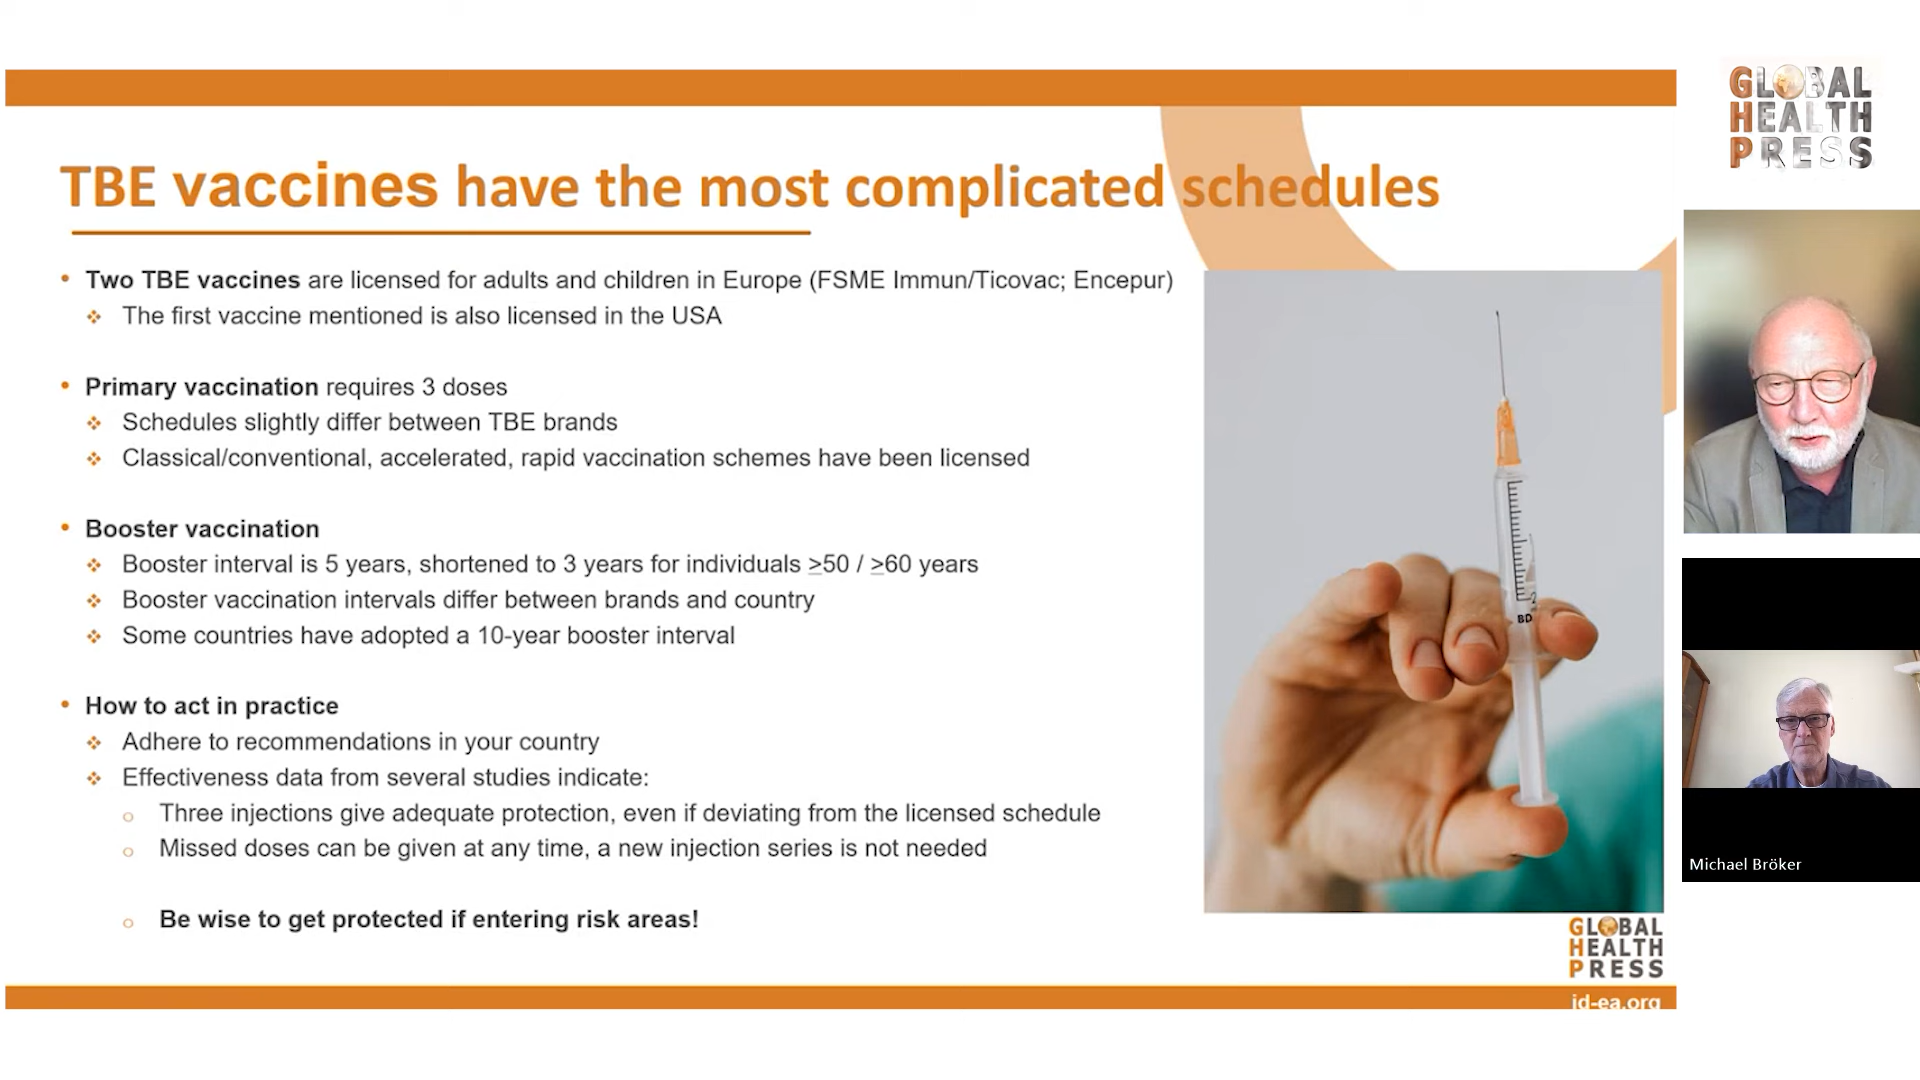 GLOBAL
HEALTH
PRESS
TBE vaccines have the most complicated schedules
• Two TBE vaccines are licensed for adults and children in Europe (FSME Immun/Ticovac; Encepur)
❖ The first vaccine mentioned is also licensed in the USA
• Primary vaccination requires 3 doses
❖ Schedules slightly differ between TBE brands
❖ Classical/conventional, accelerated, rapid vaccination schemes have been licensed
• Booster vaccination
❖ Booster interval is 5 years, shortened to 3 years for individuals ≥50 / ≥60 years
❖ Booster vaccination intervals differ between brands and country
❖ Some countries have adopted a 10-year booster interval
• How to act in practice
❖ Adhere to recommendations in your country
❖ Effectiveness data from several studies indicate:
o Three injections give adequate protection, even if deviating from the licensed schedule
o Missed doses can be given at any time, a new injection series is not needed
o Be wise to get protected if entering risk areas!
2
BD
GLOBAL
HEALTH
PRESS
id-ea.org
Michael Bröker